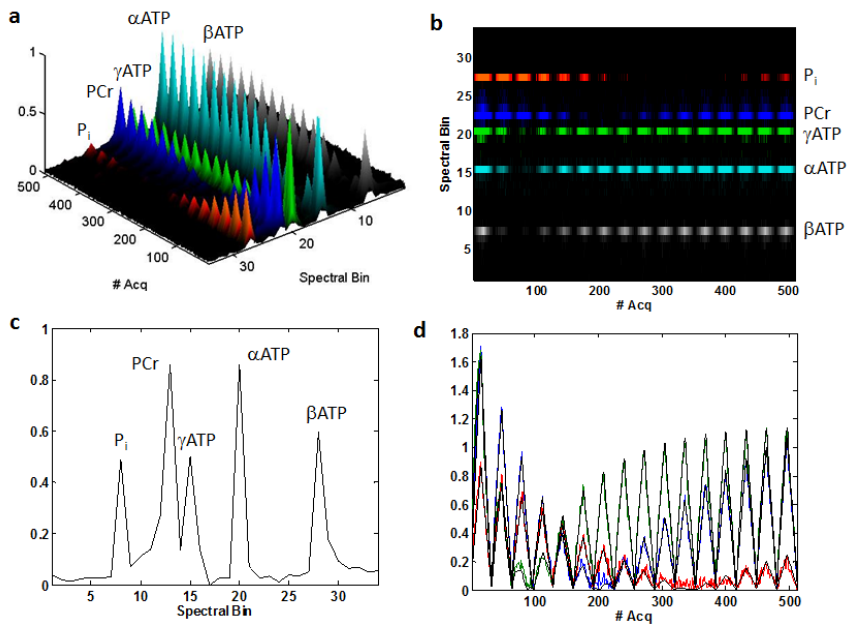 a
αATP
βATP
γATP
PCr
Pi
1
0.5
0
500
400
300
200
100
# Acq
30
20
10
Spectral Bin
b
30
25
20
15
10
5
Spectral Bin
100
200
300
400
500
# Acq
Pi
PCr
γATP
αATP
βATP
c
1
0.8
0.6
0.4
0.2
0
5
10
15
20
25
30
Spectral Bin
Pi
PCr
γATP
αATP
βATP
d
1.8
1.6
1.4
1.2
1
0.8
0.6
0.4
0.2
0
100
200
300
400
500
# Acq